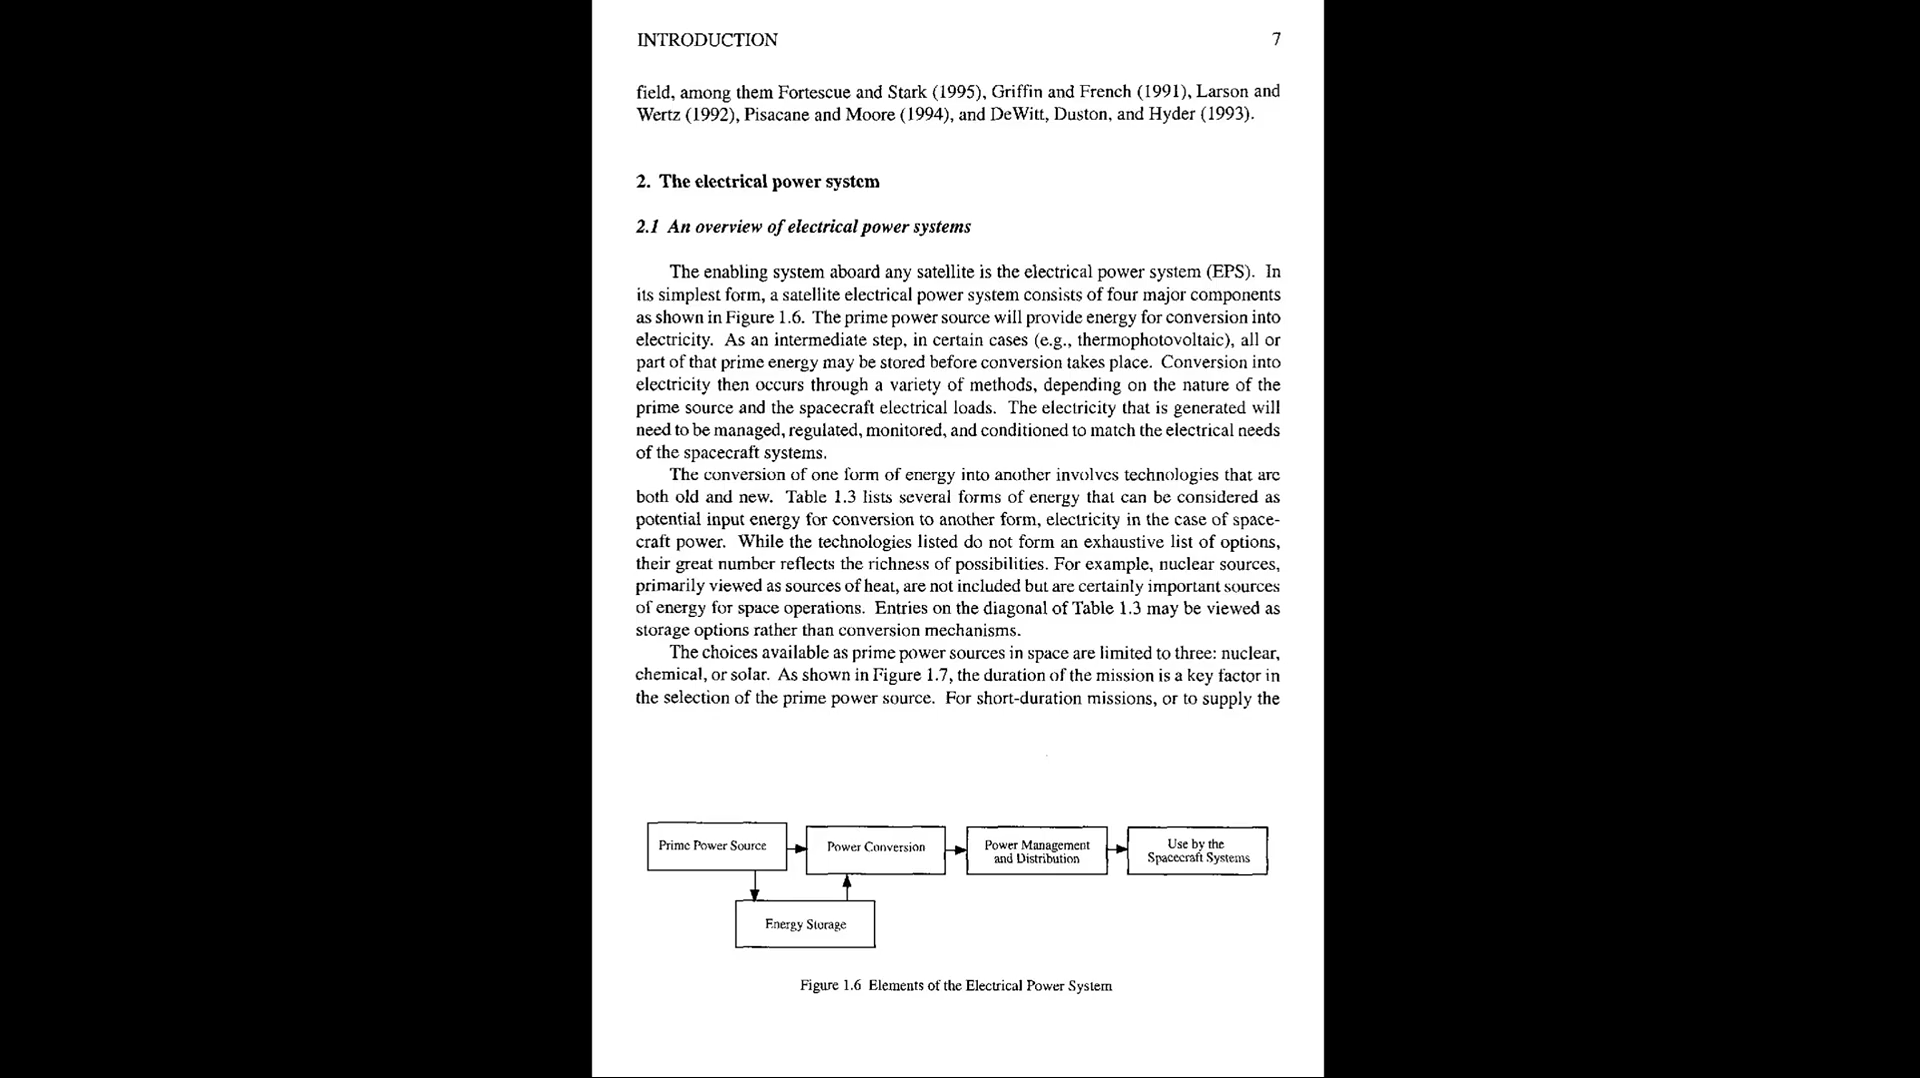 INTRODUCTION 7
field, among them Fortescue and Stark (1995), Griffin and French (1991), Larson and
Wertz (1992), Pisacane and Moore (1994), and DeWitt, Duston, and Hyder (1993).
2. The electrical power system
2.1 An overview of electrical power systems
The enabling system aboard any satellite is the electrical power system (EPS). In
its simplest form, a satellite electrical power system consists of four major components
as shown in Figure 1.6. The prime power source will provide energy for conversion into
electricity. As an intermediate step, in certain cases (e.g., thermophotovoltaic), all or
part of that prime energy may be stored before conversion takes place. Conversion into
electricity then occurs through a variety of methods, depending on the nature of the
prime source and the spacecraft electrical loads. The electricity that is generated will
need to be managed, regulated, monitored, and conditioned to match the electrical needs
of the spacecraft systems.
The conversion of one form of energy into another involves technologies that are
both old and new. Table 1.3 lists several forms of energy that can be considered as
potential input energy for conversion to another form, electricity in the case of space-
craft power. While the technologies listed do not form an exhaustive list of options,
their great number reflects the richness of possibilities. For example, nuclear sources,
primarily viewed as sources of heat, are not included but are certainly important sources
of energy for space operations. Entries on the diagonal of Table 1.3 may be viewed as
storage options rather than conversion mechanisms.
The choices available as prime power sources in space are limited to three: nuclear,
chemical, or solar. As shown in Figure 1.7, the duration of the mission is a key factor in
the selection of the prime power source. For short-duration missions, or to supply the
Prime Power Source
Power Conversion
Power Management
and Distribution
Use by the
Spacecraft Systems
Energy Storage
Figure 1.6 Elements of the Electrical Power System